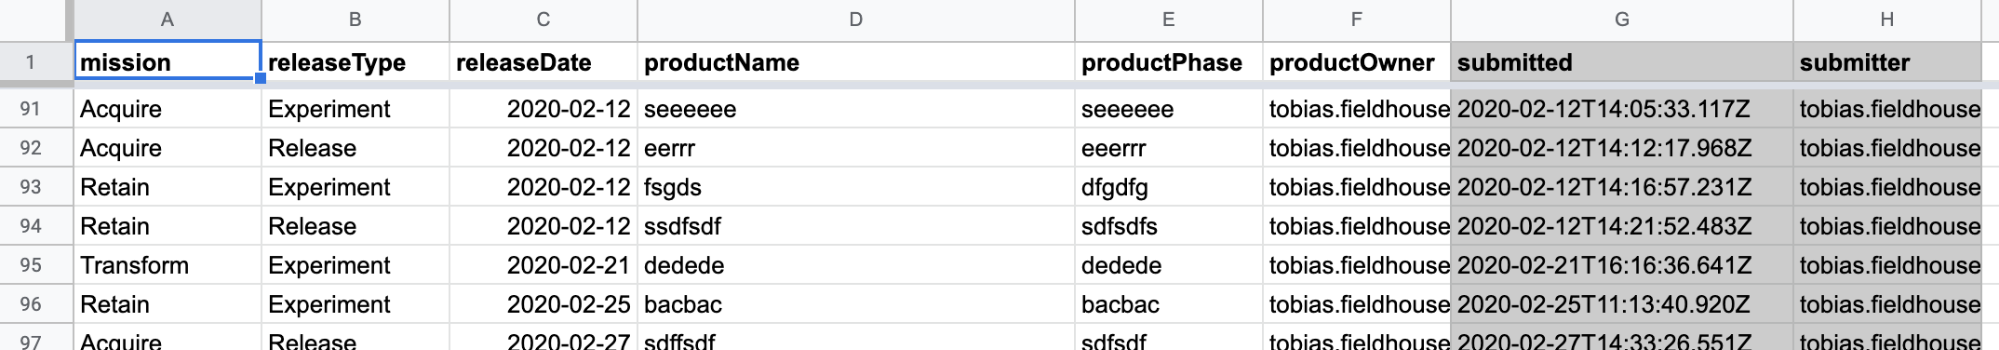 A B C D E F G H
1 mission releaseType releaseDate productName productPhase productOwner submitted submitter
91 Acquire Experiment 2020-02-12 seeeeee seeeeee tobias.fieldhouse 2020-02-12T14:05:33.117Z tobias.fieldhouse
92 Acquire Release 2020-02-12 eerrr eeerrr tobias.fieldhouse 2020-02-12T14:12:17.968Z tobias.fieldhouse
93 Retain Experiment 2020-02-12 fsgds dfgdfg tobias.fieldhouse 2020-02-12T14:16:57.231Z tobias.fieldhouse
94 Retain Release 2020-02-12 ssdfsdf sdfsdfs tobias.fieldhouse 2020-02-12T14:21:52.483Z tobias.fieldhouse
95 Transform Experiment 2020-02-21 dedede dedede tobias.fieldhouse 2020-02-21T16:16:36.641Z tobias.fieldhouse
96 Retain Experiment 2020-02-25 bacbac bacbac tobias.fieldhouse 2020-02-25T11:13:40.920Z tobias.fieldhouse
97 Acquire Release 2020-02-27 sdffsdf sdfsdf tobias.fieldhouse 2020-02-27T14:33:26.551Z tobias.fieldhouse